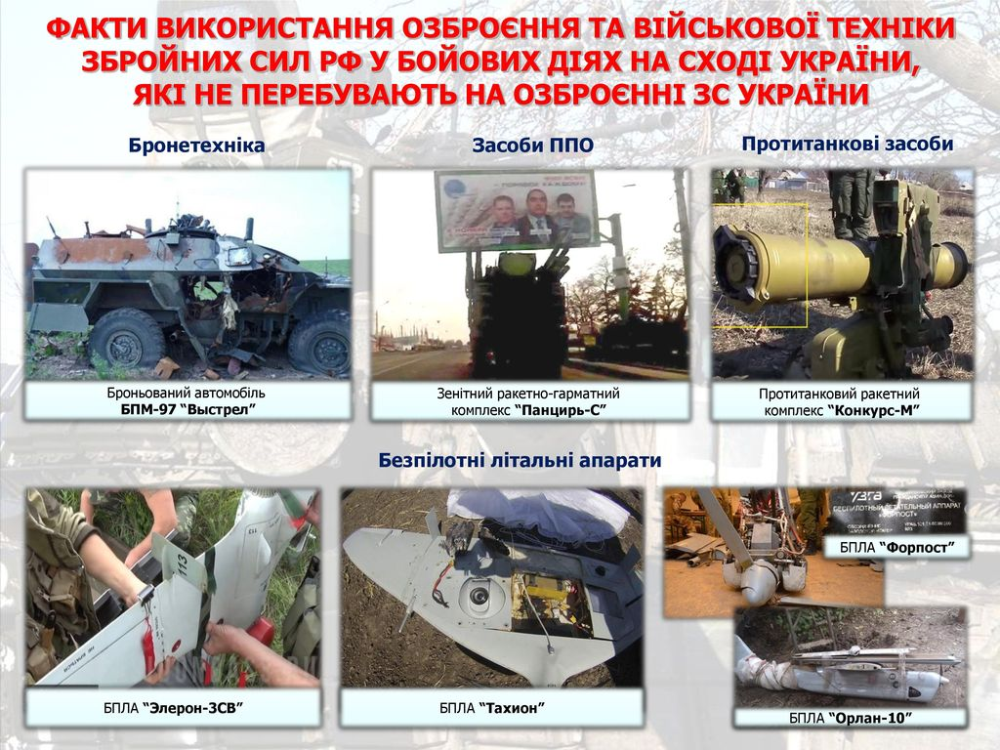 ФАКТИ ВИКОРИСТАННЯ ОЗБРОЄННЯ ТА ВІЙСЬКОВОЇ ТЕХНІКИ
ЗБРОЙНИХ СИЛ РФ У БОЙОВИХ ДІЯХ НА СХОДІ УКРАЇНИ,
ЯКІ НЕ ПЕРЕБУВАЮТЬ НА ОЗБРОЄННІ ЗС УКРАЇНИ
Бронетехніка
Засоби ППО
Протитанкові засоби
Броньований автомобіль
БПМ-97 “Выстрел”
Зенітний ракетно-гарматний
комплекс “Панцирь-С”
Протитанковий ракетний
комплекс “Конкурс-М”
Безпілотні літальні апарати
113
НЕ БРАТЬСЯ
БПЛА “Элерон-3СВ”
БПЛА “Тахион”
узга
БЕСПИЛОТНЫЙ ЛЕТАТЕЛЬНЫЙ АППАРАТ
БПЛА “Форпост”
БПЛА “Орлан-10”